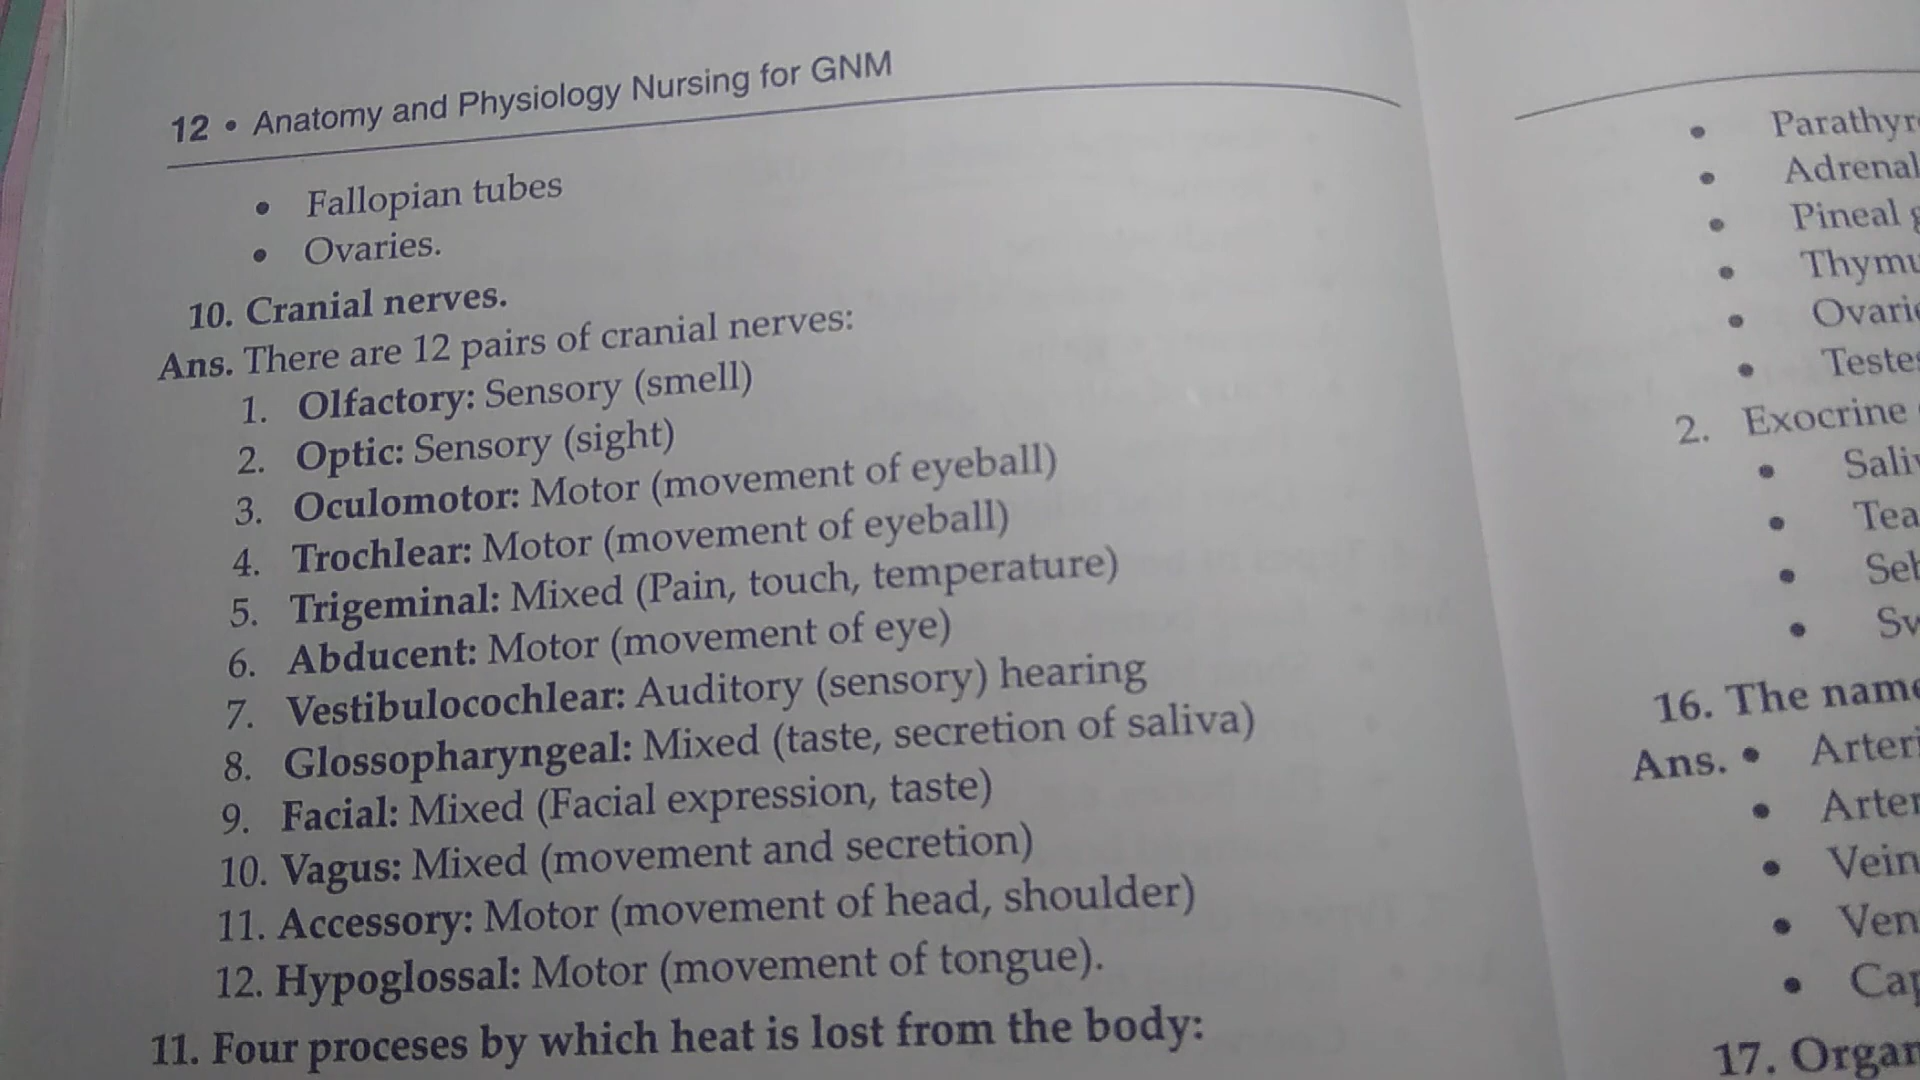 12 • Anatomy and Physiology Nursing for GNM
• Fallopian tubes
• Ovaries.
10. Cranial nerves.
Ans. There are 12 pairs of cranial nerves:
1. Olfactory: Sensory (smell)
2. Optic: Sensory (sight)
3. Oculomotor: Motor (movement of eyeball)
4. Trochlear: Motor (movement of eyeball)
5. Trigeminal: Mixed (Pain, touch, temperature)
6. Abducent: Motor (movement of eye)
7. Vestibulocochlear: Auditory (sensory) hearing
8. Glossopharyngeal: Mixed (taste, secretion of saliva)
9. Facial: Mixed (Facial expression, taste)
10. Vagus: Mixed (movement and secretion)
11. Accessory: Motor (movement of head, shoulder)
12. Hypoglossal: Motor (movement of tongue).
11. Four proceses by which heat is lost from the body:
•
• Adrenal
• Pineal
•
•
•
2. Exocrine
•
•
•
•
16. The
Ans. •
•
•
•
•
17.